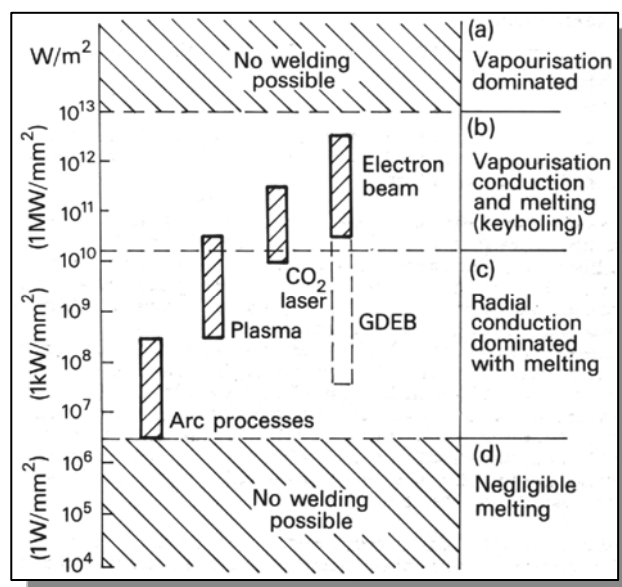 W/m²
10¹³
10¹²
10¹¹
10¹⁰
10⁹
10⁸
10⁷
10⁶
10⁵
10⁴
(1MW/mm²)
(1kW/mm²)
(1W/mm²)
No welding
possible
Electron
beam
CO₂
laser
GDEB
Plasma
Arc processes
No welding
possible
(a)
Vapourisation
dominated
(b)
Vapourisation
conduction
and melting
(keyholing)
(c)
Radial
conduction
dominated
with melting
(d)
Negligible
melting